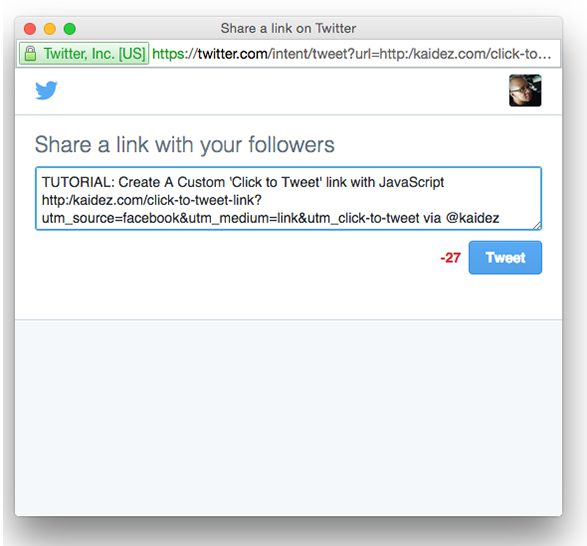 Share a link on Twitter
Twitter, Inc. [US] https://twitter.com/intent/tweet?url=http:/kaidez.com/click-to...
Share a link with your followers
TUTORIAL: Create A Custom 'Click to Tweet' link with JavaScript
http:/kaidez.com/click-to-tweet-link?
utm_source=facebook&utm_medium=link&utm_click-to-tweet via @kaidez
-27 Tweet